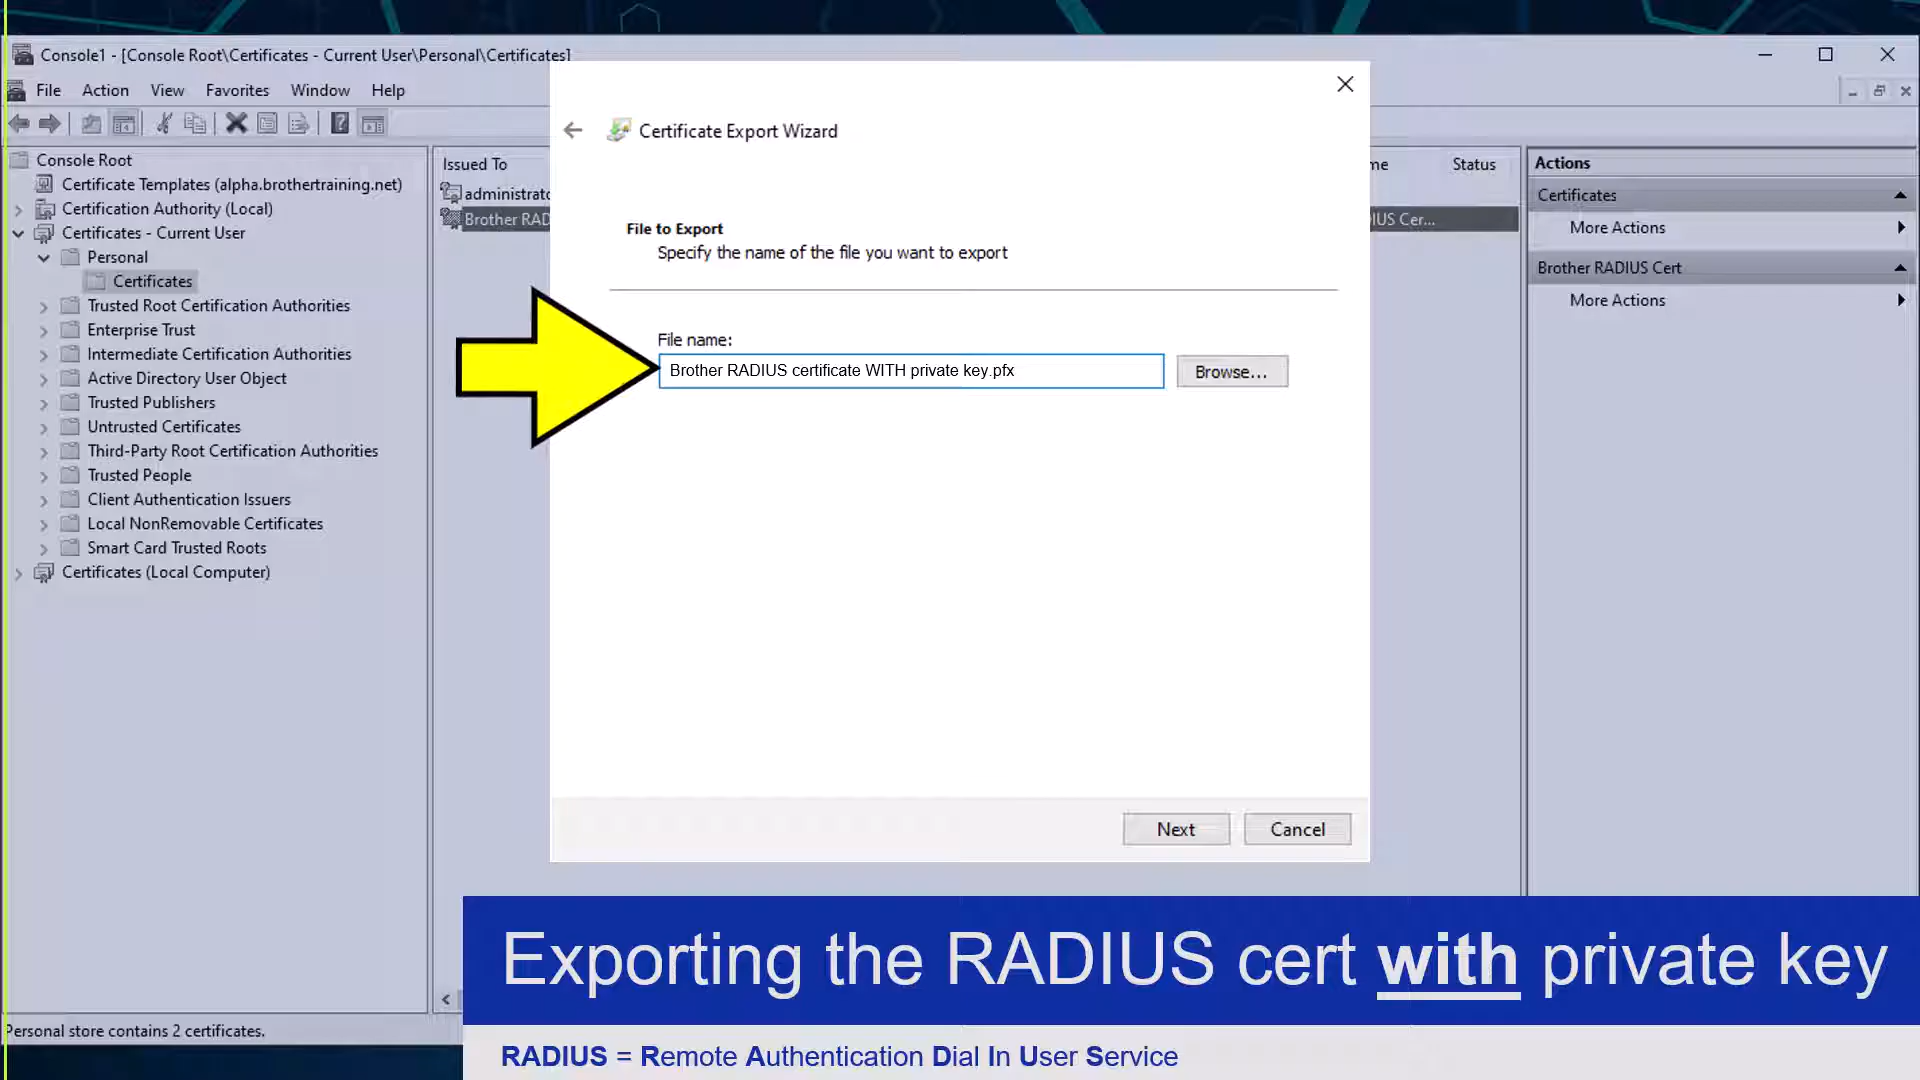 Console1 - [Console Root\Certificates - Current User\Personal\Certificates]
File Action View Favorites Window Help
Console Root
Certificate Templates (alpha.brothertraining.net)
Certification Authority (Local)
Certificates - Current User
Personal
Certificates
Trusted Root Certification Authorities
Enterprise Trust
Intermediate Certification Authorities
Active Directory User Object
Trusted Publishers
Untrusted Certificates
Third-Party Root Certification Authorities
Trusted People
Client Authentication Issuers
Local NonRemovable Certificates
Smart Card Trusted Roots
Certificates (Local Computer)
Issued To
administrato
Brother RAD
me Status
IUS Cer...
Certificate Export Wizard
File to Export
Specify the name of the file you want to export
File name:
Brother RADIUS certificate WITH private key.pfx
Browse...
Next Cancel
Actions
Certificates
More Actions
Brother RADIUS Cert
More Actions
Personal store contains 2 certificates.
Exporting the RADIUS cert with private key
RADIUS = Remote Authentication Dial In User Service